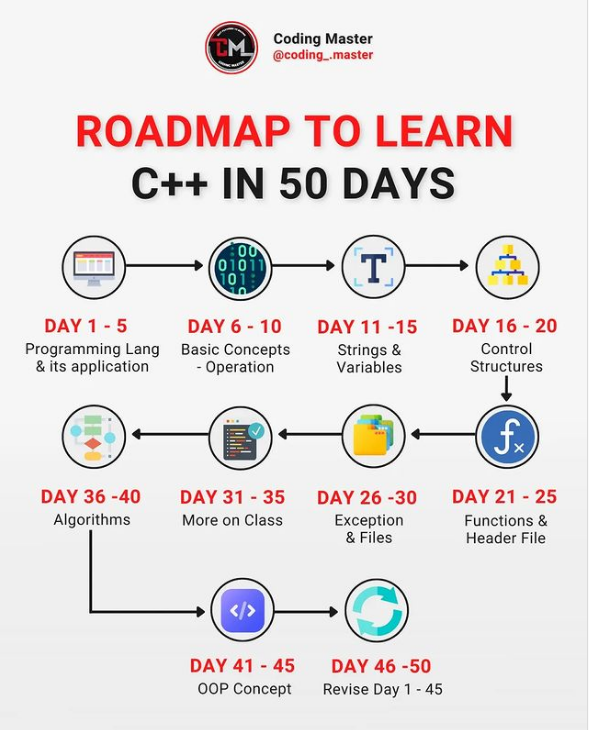 CM
CODING MASTER
Coding Master
@coding_.master
ROADMAP TO LEARN
C++ IN 50 DAYS
DAY 1 - 5
Programming Lang
& its application
DAY 6 - 10
Basic Concepts
- Operation
DAY 11 -15
Strings &
Variables
DAY 16 - 20
Control
Structures
DAY 36 -40
Algorithms
DAY 31 - 35
More on Class
DAY 26 -30
Exception
& Files
DAY 21 - 25
Functions &
Header File
DAY 41 - 45
OOP Concept
DAY 46 -50
Revise Day 1 - 45